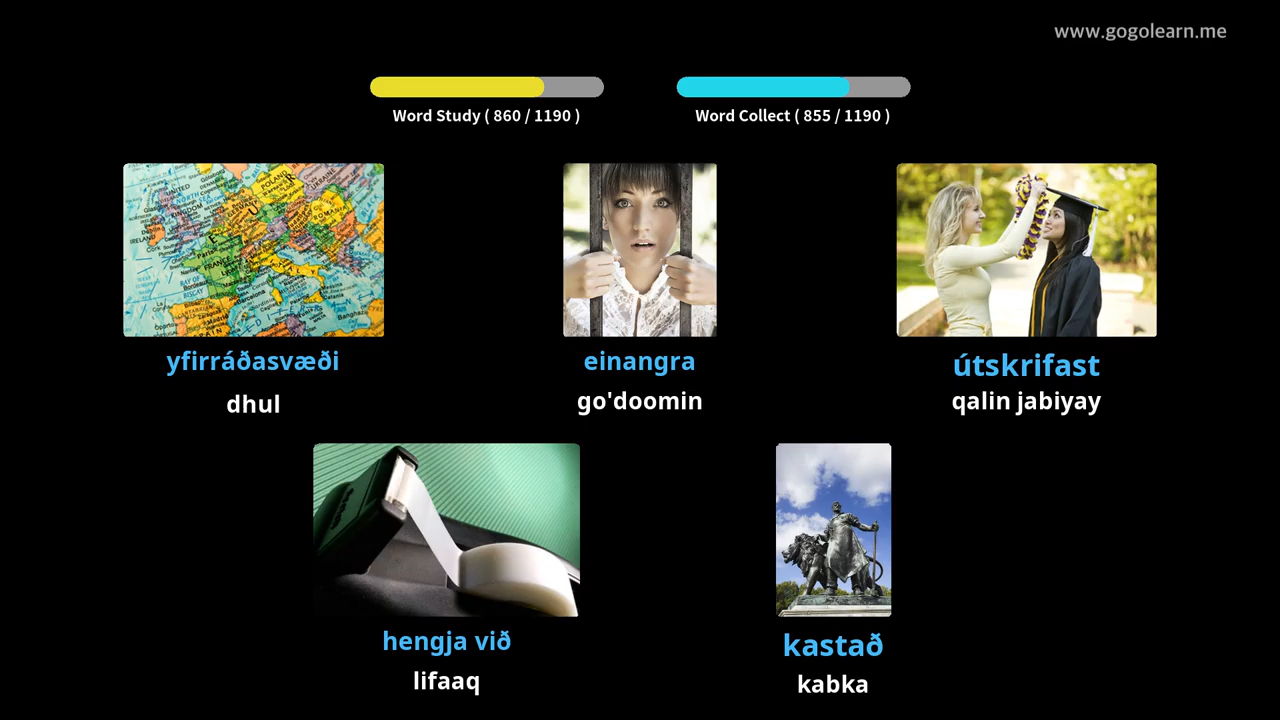 www.gogolearn.me
Word Study ( 860 / 1190 )
Word Collect ( 855 / 1190 )
yfirráðasvæði
dhul
einangra
go'doomin
útskrifast
qalin jabiyay
hengja við
lifaaq
kastað
kabka